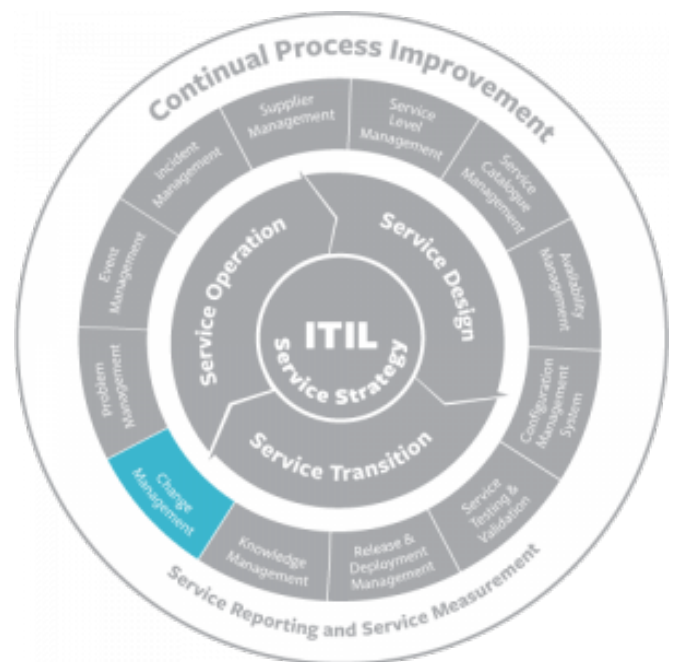 Continual Process Improvement
Supplier
Management
Service
Level
Management
Service
Catalogue
Management
Availability
Management
Configuration
Management
System
Service
Testing &
Validation
Release &
Deployment
Management
Knowledge
Management
Change
Management
Problem
Management
Event
Management
Incident
Management
Service Operation
Service Design
Service Transition
ITIL
Service Strategy
Service Reporting and Service Measurement